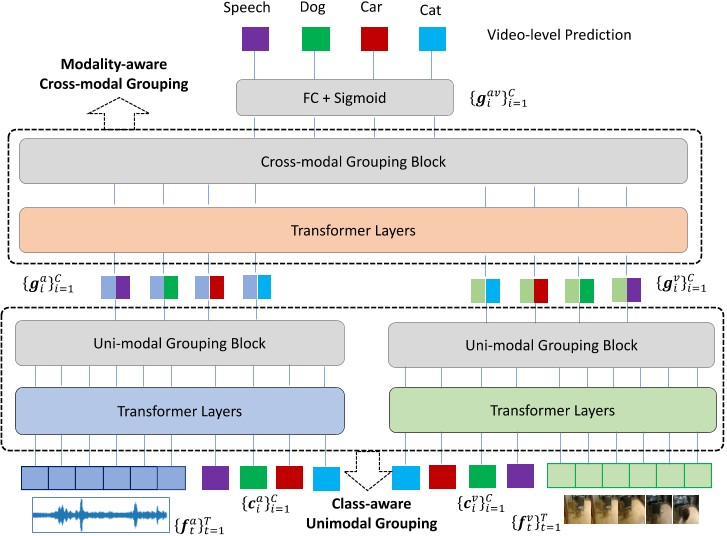 Speech Dog Car Cat
Video-level Prediction
Modality-aware
Cross-modal Grouping
FC + Sigmoid
{g_i^{av}}_{i=1}^C
Cross-modal Grouping Block
Transformer Layers
{g_i^a}_{i=1}^C
{g_i^v}_{i=1}^C
Uni-modal Grouping Block
Uni-modal Grouping Block
Transformer Layers
Transformer Layers
{c_i^a}_{i=1}^C
{c_i^v}_{i=1}^C
{f_t^a}_{t=1}^T
Class-aware
Unimodal Grouping
{f_t^v}_{t=1}^T